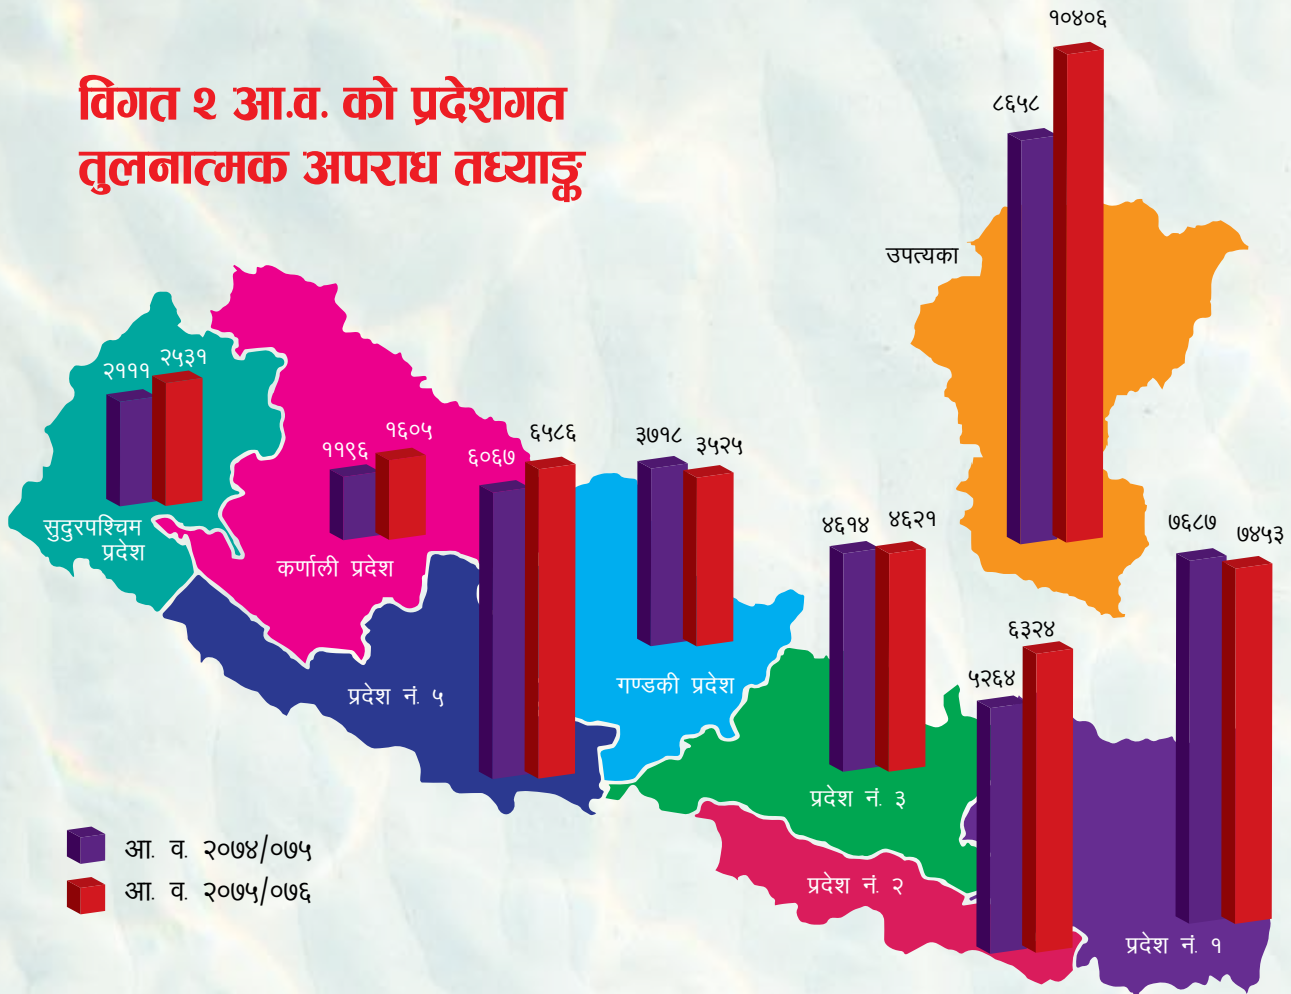 विगत २ आ.व. को प्रदेशगत
तुलनात्मक अपराध तध्याङ्क
१०४०६
८६५८
उपत्यका
२१११
२५३१
सुदुरपश्चिम
प्रदेश
११९६
१६०५
कर्णाली प्रदेश
६०६७
६५८६
प्रदेश नं. ५
३७१८
३५२५
गण्डकी प्रदेश
४६१४
४६२१
प्रदेश नं. ३
५२६४
६३२४
प्रदेश नं. २
७६८७
७४५३
प्रदेश नं. १
आ. व. २०७४/०७५
आ. व. २०७५/०७६